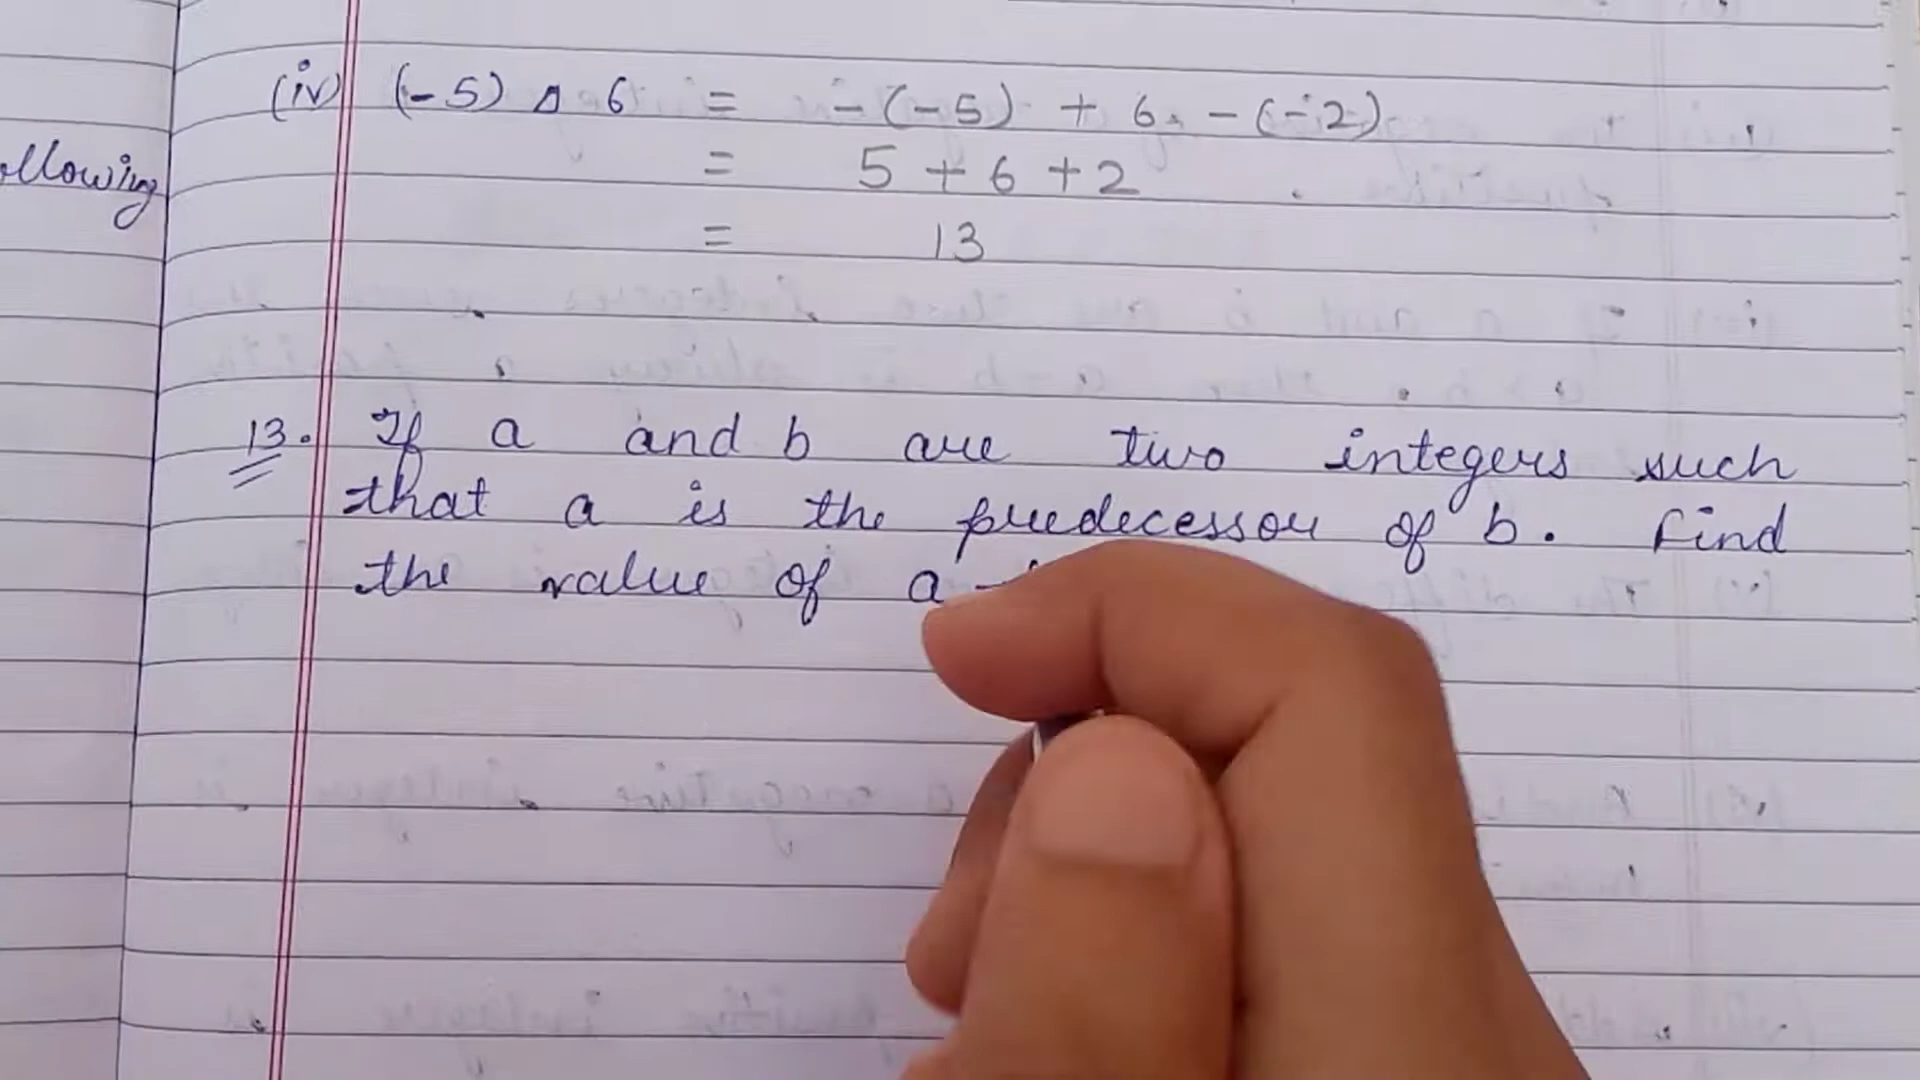 (iv) (-5) △ 6 = -(-5) + 6 - (-2)
= 5 + 6 + 2
= 13
ollowing
13. If a and b are two integers such
that a is the predecessor of b. Find
the value of a -